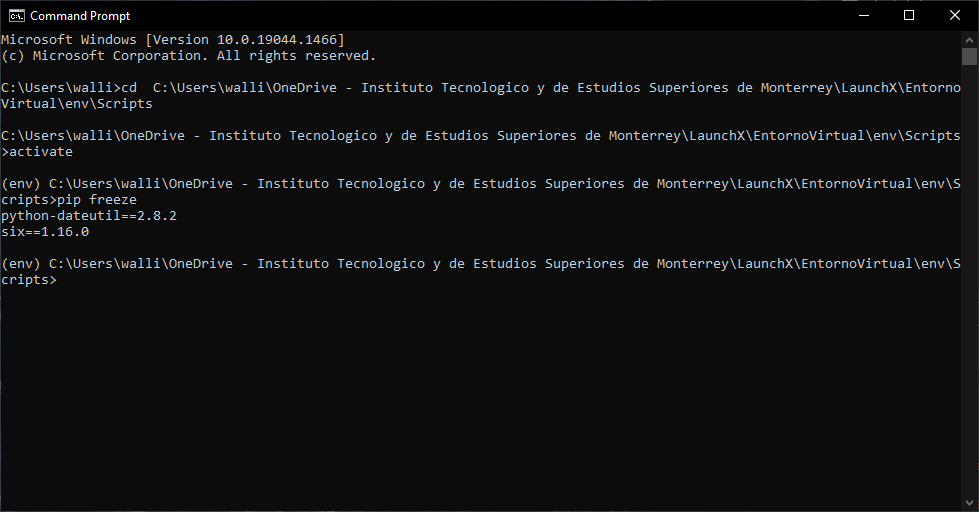 Command Prompt
Microsoft Windows [Version 10.0.19044.1466]
(c) Microsoft Corporation. All rights reserved.
C:\Users\walli>cd  C:\Users\walli\OneDrive - Instituto Tecnologico y de Estudios Superiores de Monterrey\LaunchX\Entorno
Virtual\env\Scripts
C:\Users\walli\OneDrive - Instituto Tecnologico y de Estudios Superiores de Monterrey\LaunchX\EntornoVirtual\env\Scripts
>activate
(env) C:\Users\walli\OneDrive - Instituto Tecnologico y de Estudios Superiores de Monterrey\LaunchX\EntornoVirtual\env\S
cripts>pip freeze
python-dateutil==2.8.2
six==1.16.0
(env) C:\Users\walli\OneDrive - Instituto Tecnologico y de Estudios Superiores de Monterrey\LaunchX\EntornoVirtual\env\S
cripts>